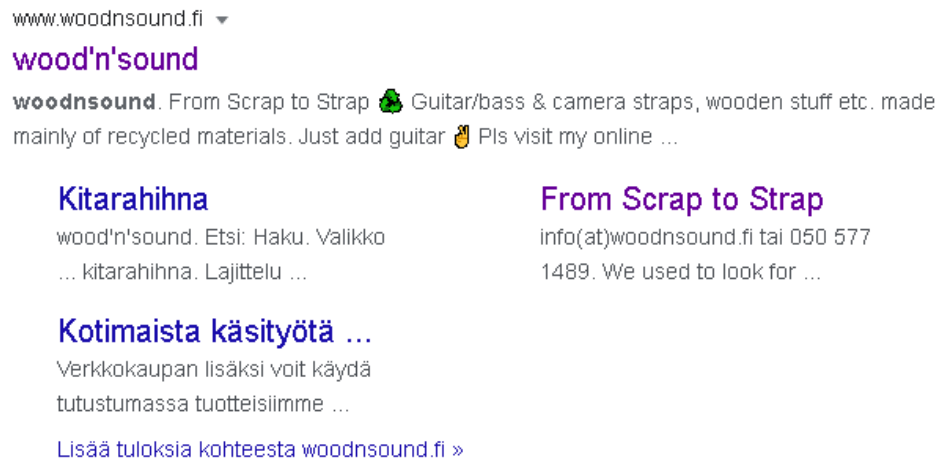 www.woodnsound.fi
wood'n'sound
woodnsound. From Scrap to Strap ♻ Guitar/bass & camera straps, wooden stuff etc. made
mainly of recycled materials. Just add guitar ✌ Pls visit my online ...
Kitarahihna
wood'n'sound. Etsi: Haku. Valikko
... kitarahihna. Lajittelu ...
From Scrap to Strap
info(at)woodnsound.fi tai 050 577
1489. We used to look for ...
Kotimaista käsityötä ...
Verkkokaupan lisäksi voit käydä
tutustumassa tuotteisiimme ...
Lisää tuloksia kohteesta woodnsound.fi »